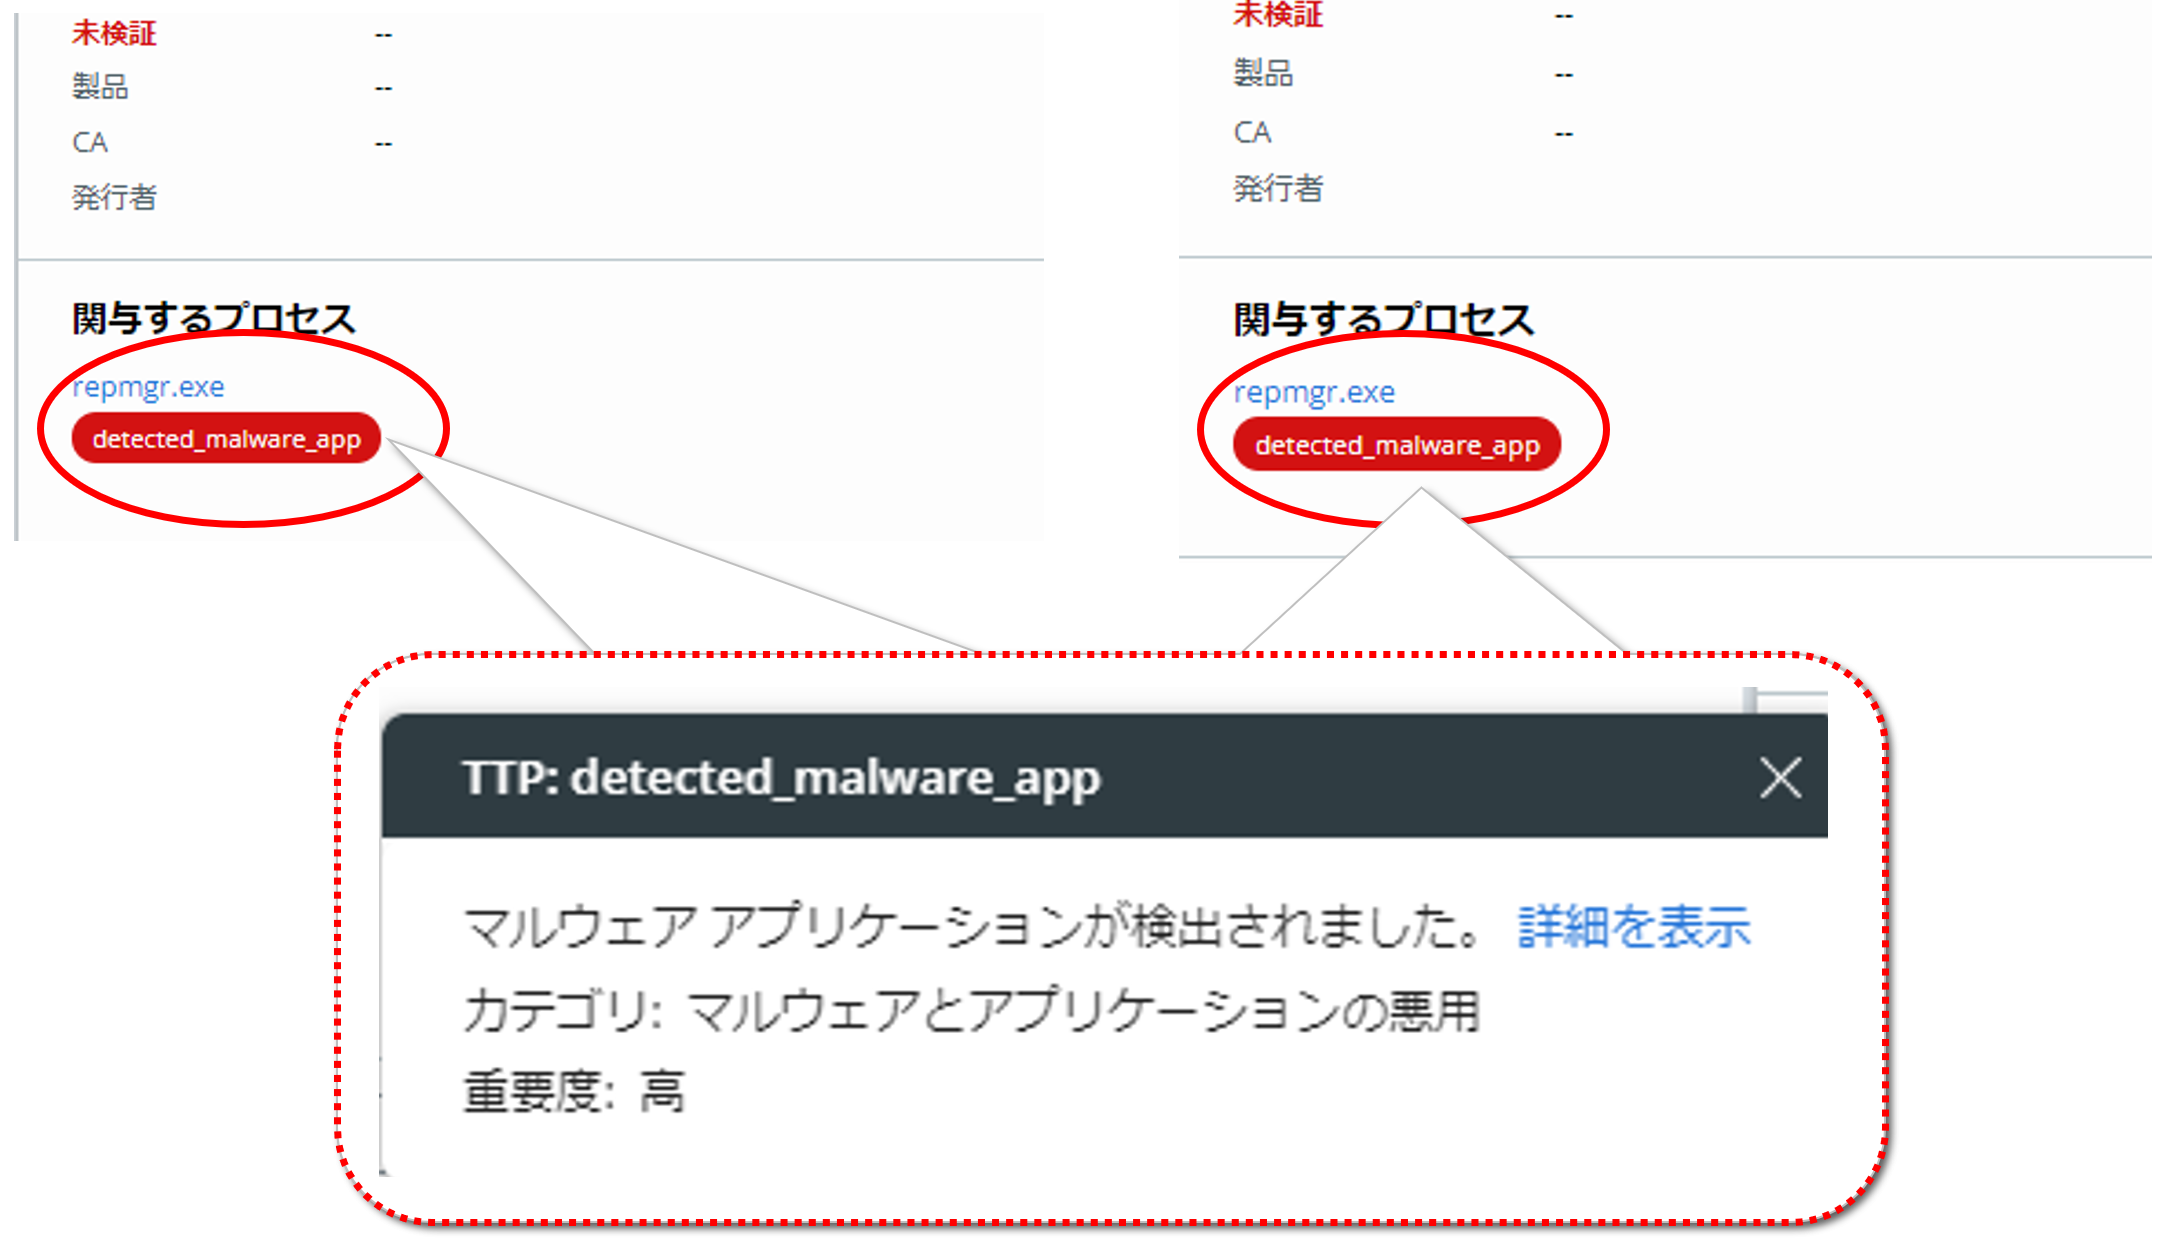 未検証 --
製品 --
CA --
発行者
関与するプロセス
repmgr.exe
detected_malware_app
未検証 --
製品 --
CA --
発行者
関与するプロセス
repmgr.exe
detected_malware_app
TTP: detected_malware_app
マルウェア アプリケーションが検出されました。 詳細を表示
カテゴリ: マルウェアとアプリケーションの悪用
重要度: 高